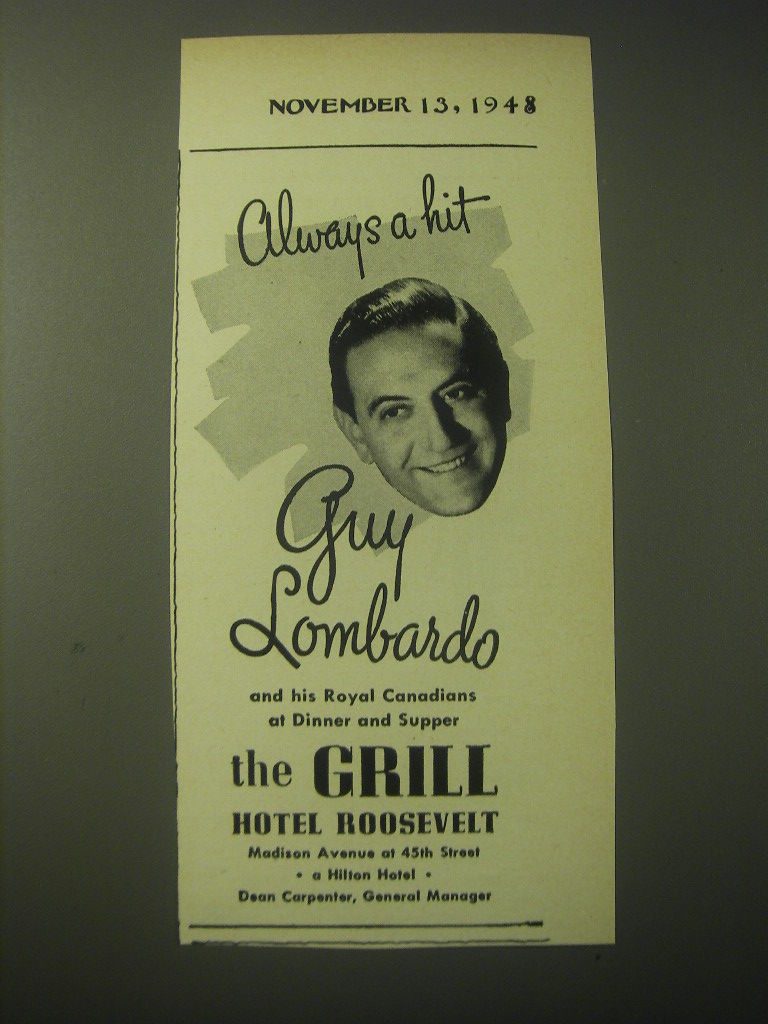 NOVEMBER 13, 1948
Always a hit
Guy
Lombardo
and his Royal Canadians
at Dinner and Supper
the GRILL
HOTEL ROOSEVELT
Madison Avenue at 45th Street
• a Hilton Hotel •
Dean Carpenter, General Manager